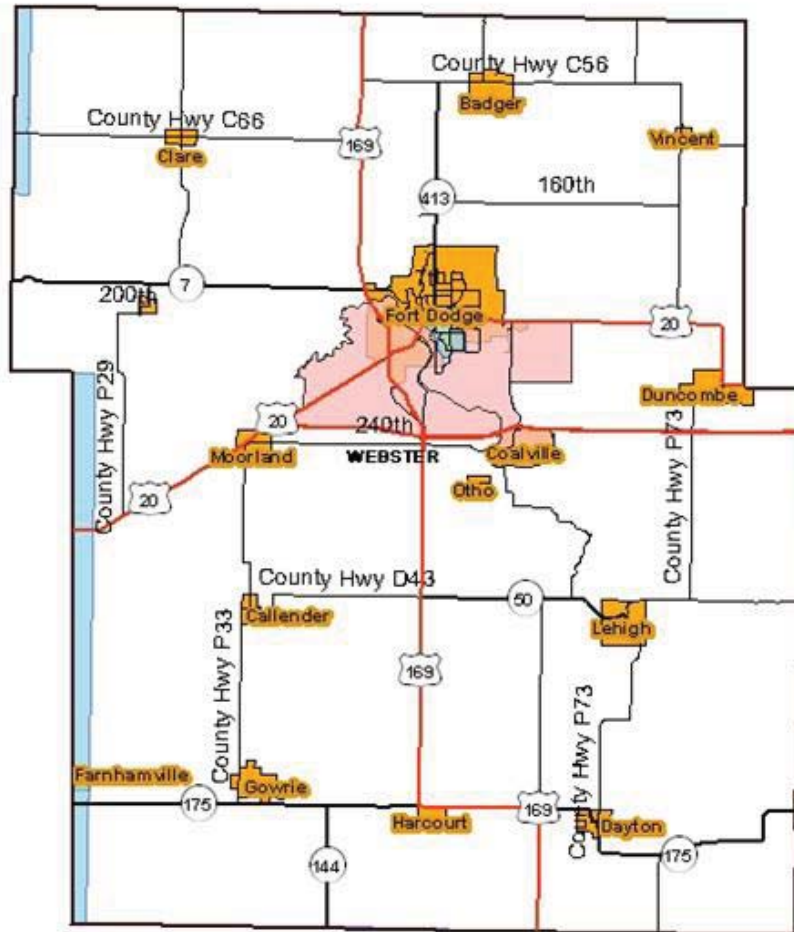 County Hwy C56
Badger
County Hwy C66
Clare
169
Vincent
160th
413
7
200th
Fort Dodge
20
County Hwy P29
Duncombe
20
240th
Moorland
WEBSTER
Coalville
Otho
20
County Hwy P73
County Hwy D43
50
Callender
Lehigh
County Hwy P33
169
County Hwy P73
Farnhamville
Gowrie
175
Harcourt
169
Dayton
144
175